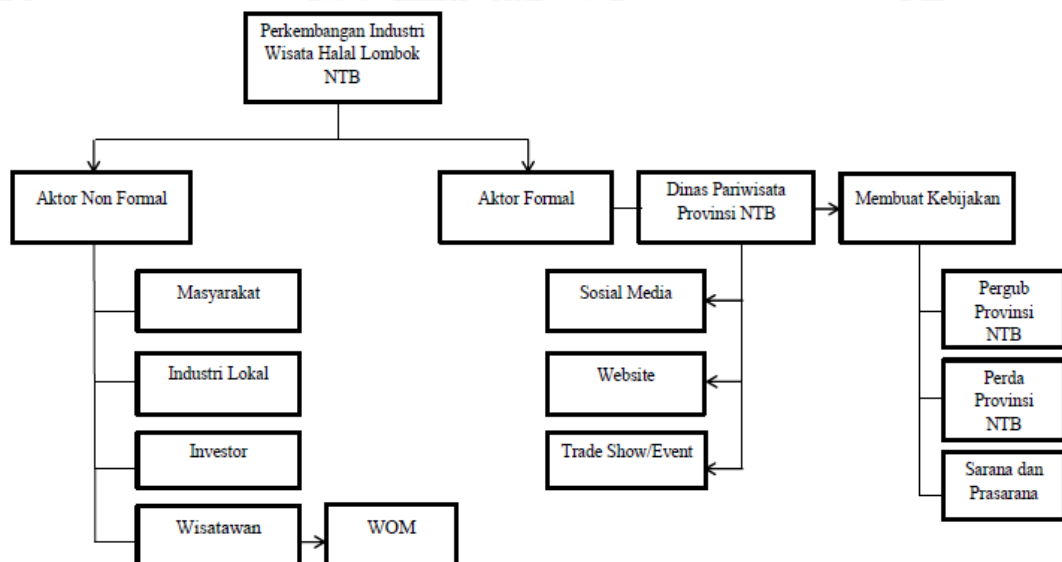 Perkembangan Industri
Wisata Halal Lombok
NTB
Aktor Non Formal
Aktor Formal
Dinas Pariwisata
Provinsi NTB
Membuat Kebijakan
Masyarakat
Industri Lokal
Investor
Wisatawan
WOM
Sosial Media
Website
Trade Show/Event
Pergub
Provinsi
NTB
Perda
Provinsi
NTB
Sarana dan
Prasarana